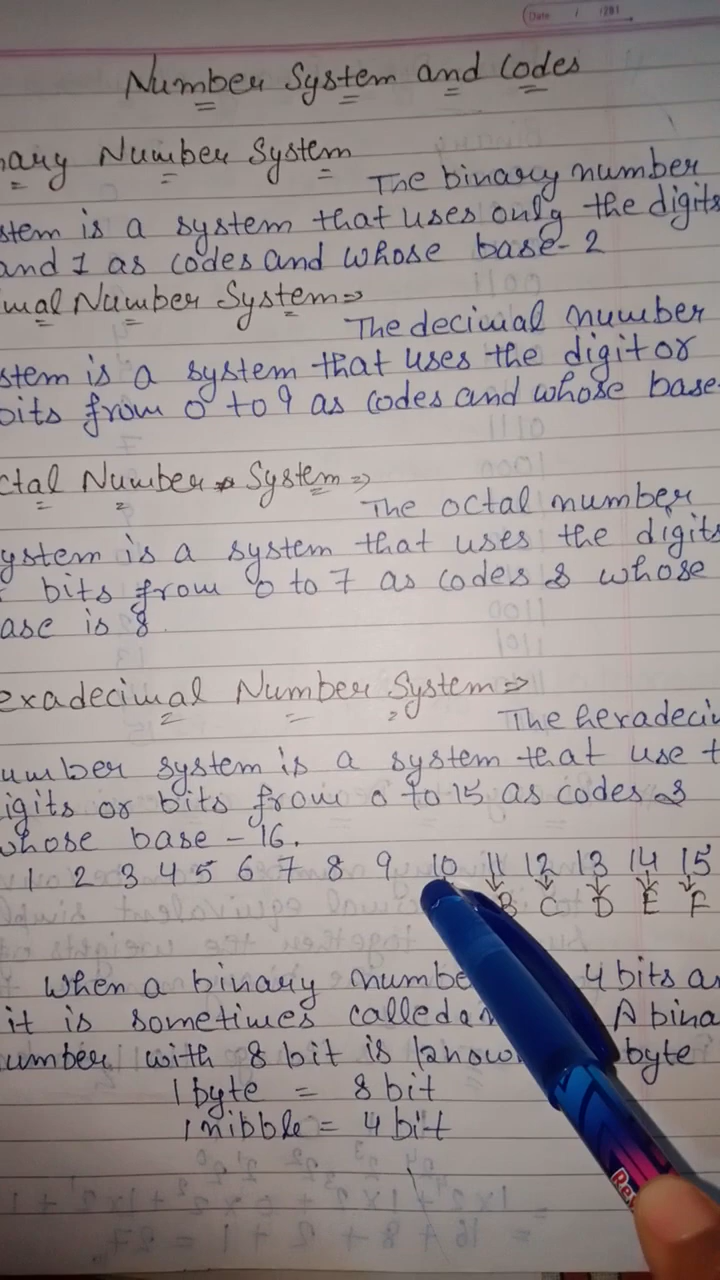 Date / /281
Number System and Codes
nary Number System
The binary number
stem is a system that uses only the digits
and 1 as codes and whose base-2
imal Number System⇒
The decimal number
stem is a system that uses the digit or
bits from 0 to 9 as codes and whose base-
ctal Number System ⇒
The octal number
ystem is a system that uses the digits
bits from 0 to 7 as codes & whose
ase is 8.
exadecimal Number System ⇒
The hexadecim
umber system is a system that use t
igits or bits from 0 to 15 as codes &
whose base - 16.
1 2 3 4 5 6 7 8 9 10 11 12 13 14 15
B C D E F
when a binary numbe 4 bits a
it is sometimes called a A bina
umber with 8 bit is know byte
1 byte = 8 bit
1 nibble = 4 bit